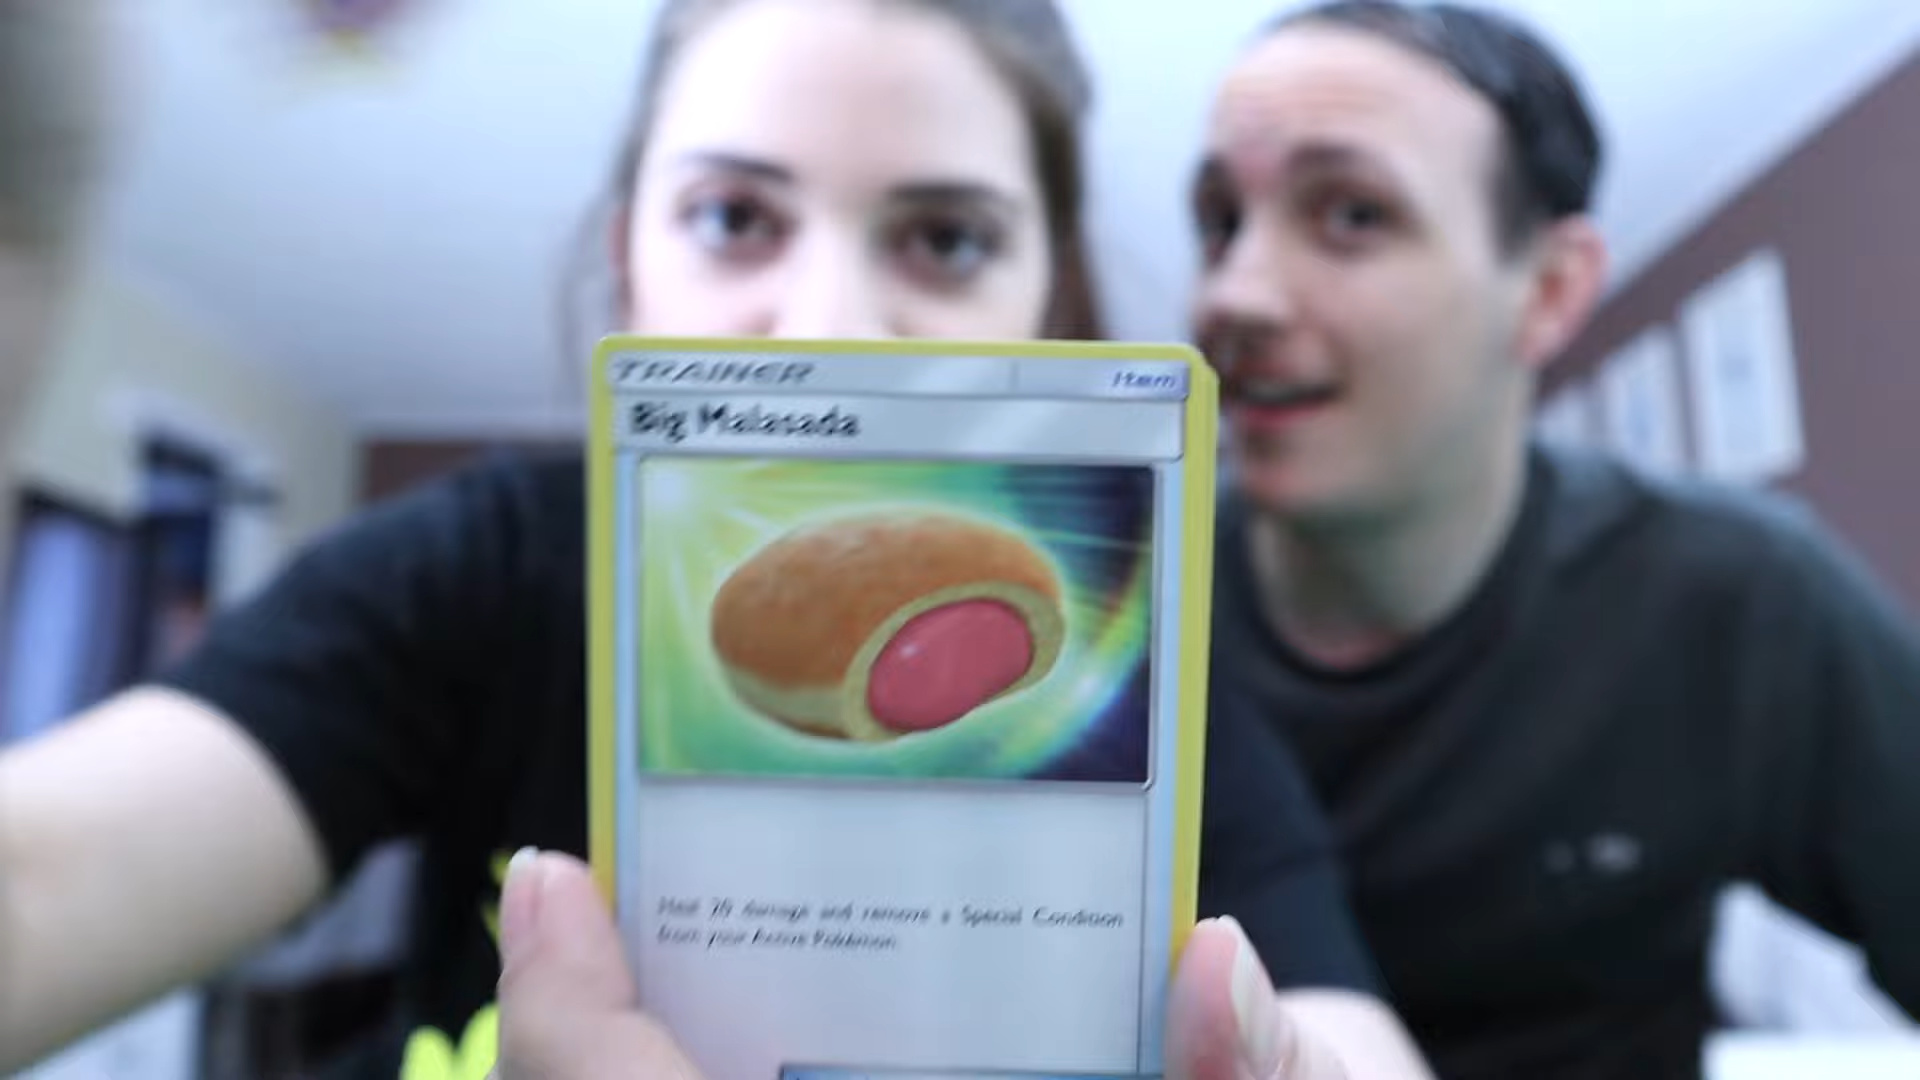 TRAINER Item
Big Malasada
Heal 20 damage and remove a Special Condition
from your Active Pokémon.